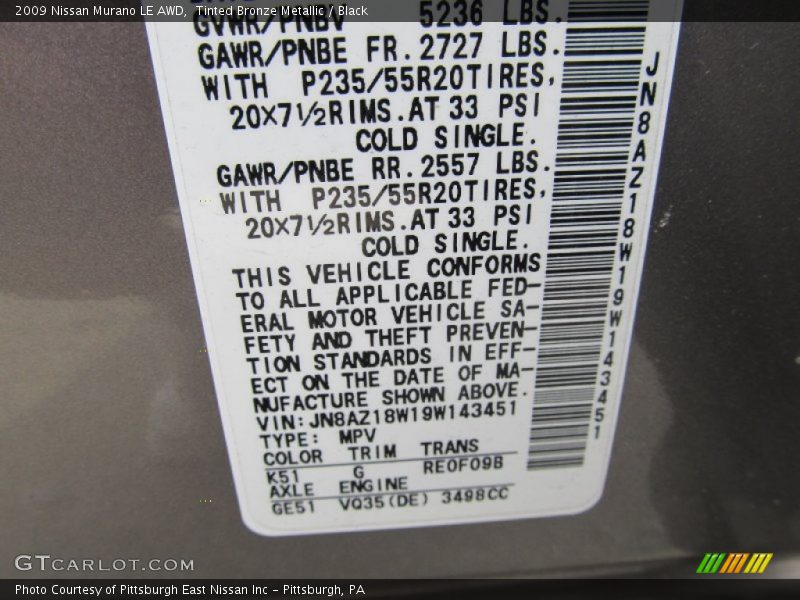 2009 Nissan Murano LE AWD, Tinted Bronze Metallic / Black
GVWR/PNBV 5236 LBS.
GAWR/PNBE FR. 2727 LBS.
WITH P235/55R20TIRES,
20X7½RIMS. AT 33 PSI
COLD SINGLE.
GAWR/PNBE RR. 2557 LBS.
WITH P235/55R20TIRES,
20X7½RIMS. AT 33 PSI
COLD SINGLE.
THIS VEHICLE CONFORMS
TO ALL APPLICABLE FED-
ERAL MOTOR VEHICLE SA-
FETY AND THEFT PREVEN-
TION STANDARDS IN EFF-
ECT ON THE DATE OF MA-
NUFACTURE SHOWN ABOVE.
VIN: JN8AZ18W19W143451
TYPE: MPV
COLOR TRIM TRANS
K51 G RE0F09B
AXLE ENGINE
GE51 VQ35(DE) 3498CC
JN8AZ18W19W143451
GTCARLOT.COM
Photo Courtesy of Pittsburgh East Nissan Inc - Pittsburgh, PA